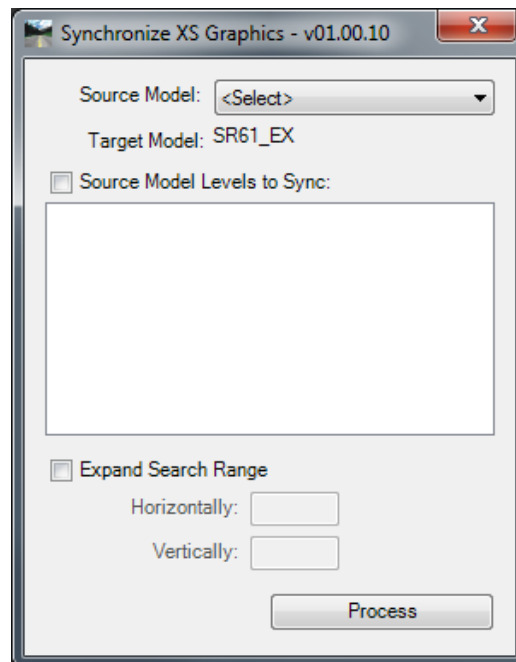 Synchronize XS Graphics - v01.00.10
Source Model: <Select>
Target Model: SR61_EX
Source Model Levels to Sync:
Expand Search Range
Horizontally:
Vertically:
Process